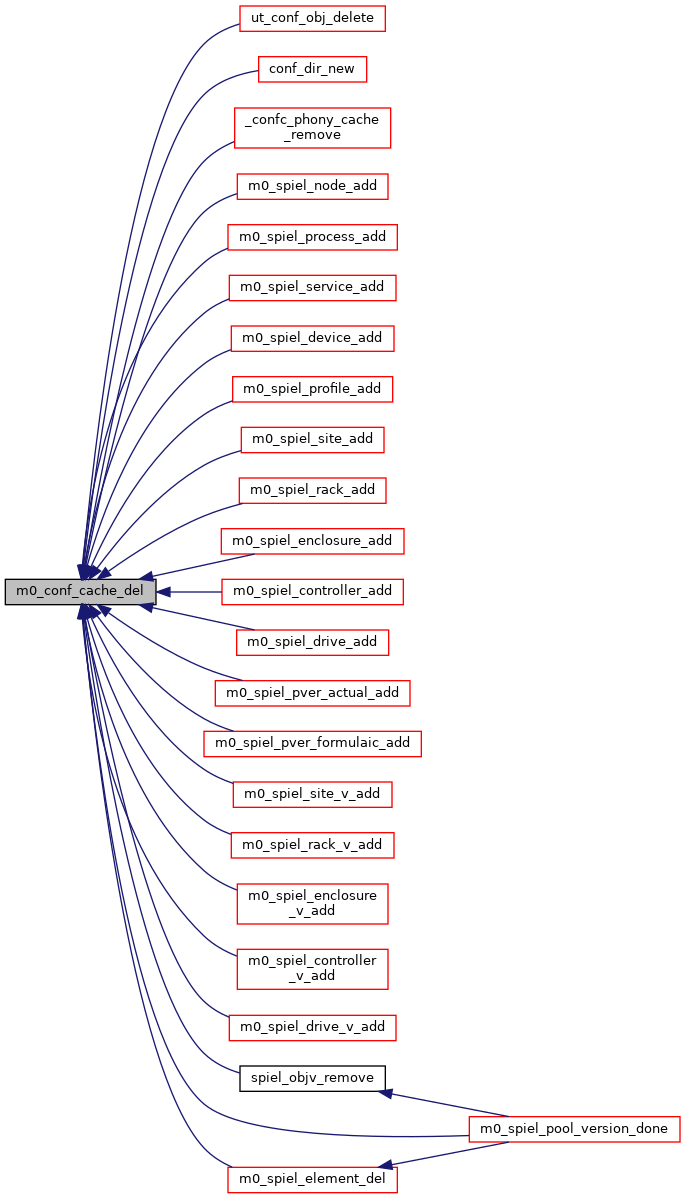 ut_conf_obj_delete
conf_dir_new
_confc_phony_cache
_remove
m0_spiel_node_add
m0_spiel_process_add
m0_spiel_service_add
m0_spiel_device_add
m0_spiel_profile_add
m0_spiel_site_add
m0_spiel_rack_add
m0_spiel_enclosure_add
m0_conf_cache_del
m0_spiel_controller_add
m0_spiel_drive_add
m0_spiel_pver_actual_add
m0_spiel_pver_formulaic_add
m0_spiel_site_v_add
m0_spiel_rack_v_add
m0_spiel_enclosure
_v_add
m0_spiel_controller
_v_add
m0_spiel_drive_v_add
spiel_objv_remove
m0_spiel_pool_version_done
m0_spiel_element_del